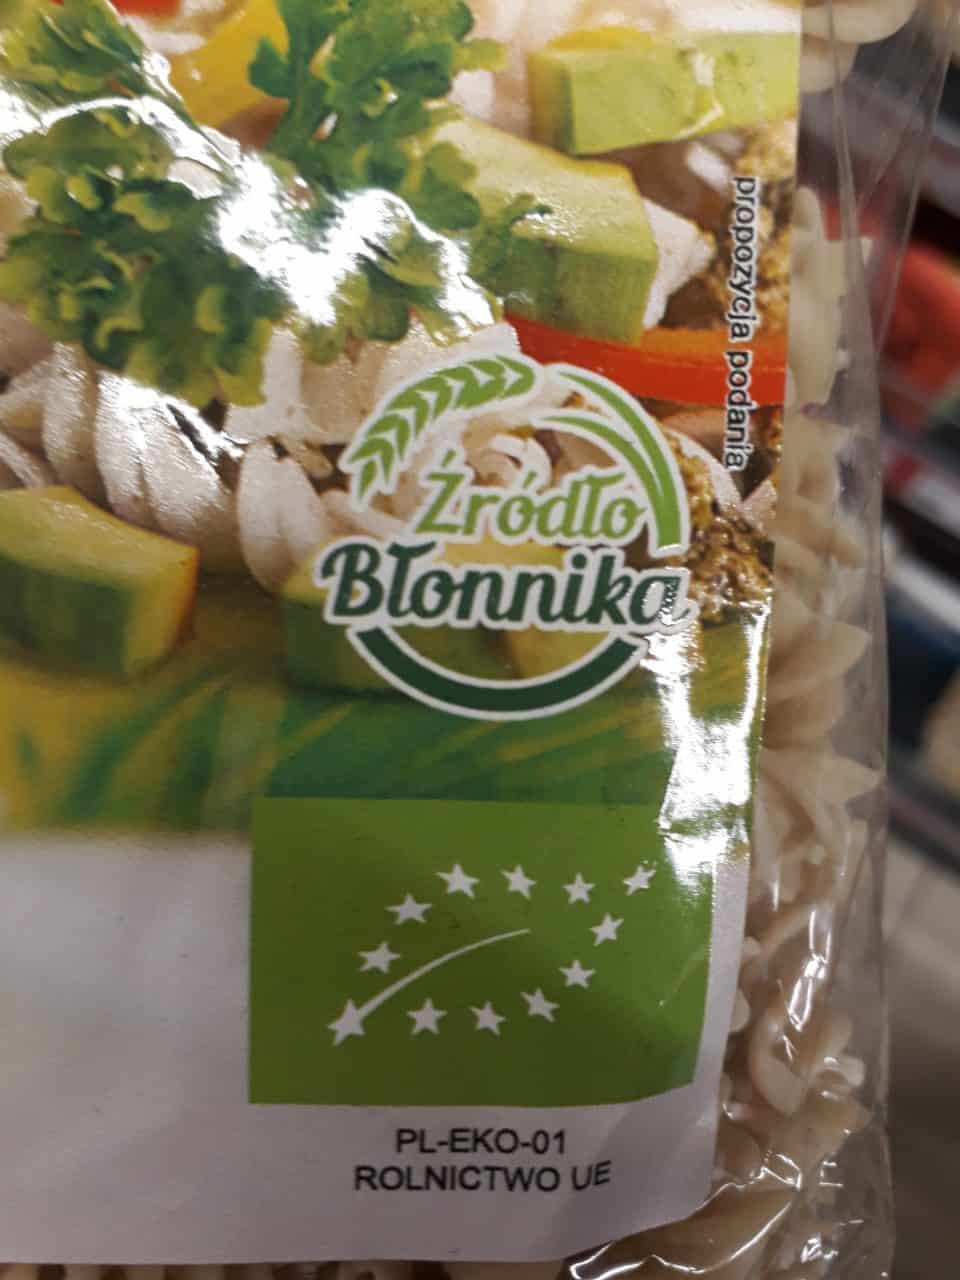 propozycja podania
Źródło
Błonnika
PL-EKO-01
ROLNICTWO UE